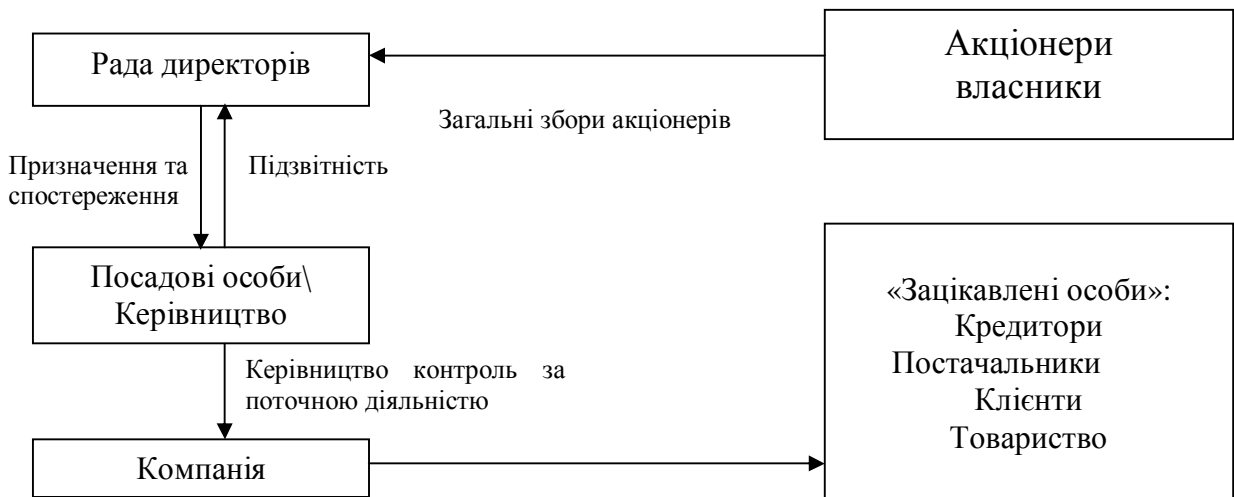 Рада директорів
Акціонери
власники
Загальні збори акціонерів
Призначення та
спостереження
Підзвітність
Посадові особи\
Керівництво
«Зацікавлені особи»:
Кредитори
Постачальники
Клієнти
Товариство
Керівництво контроль за
поточною діяльністю
Компанія